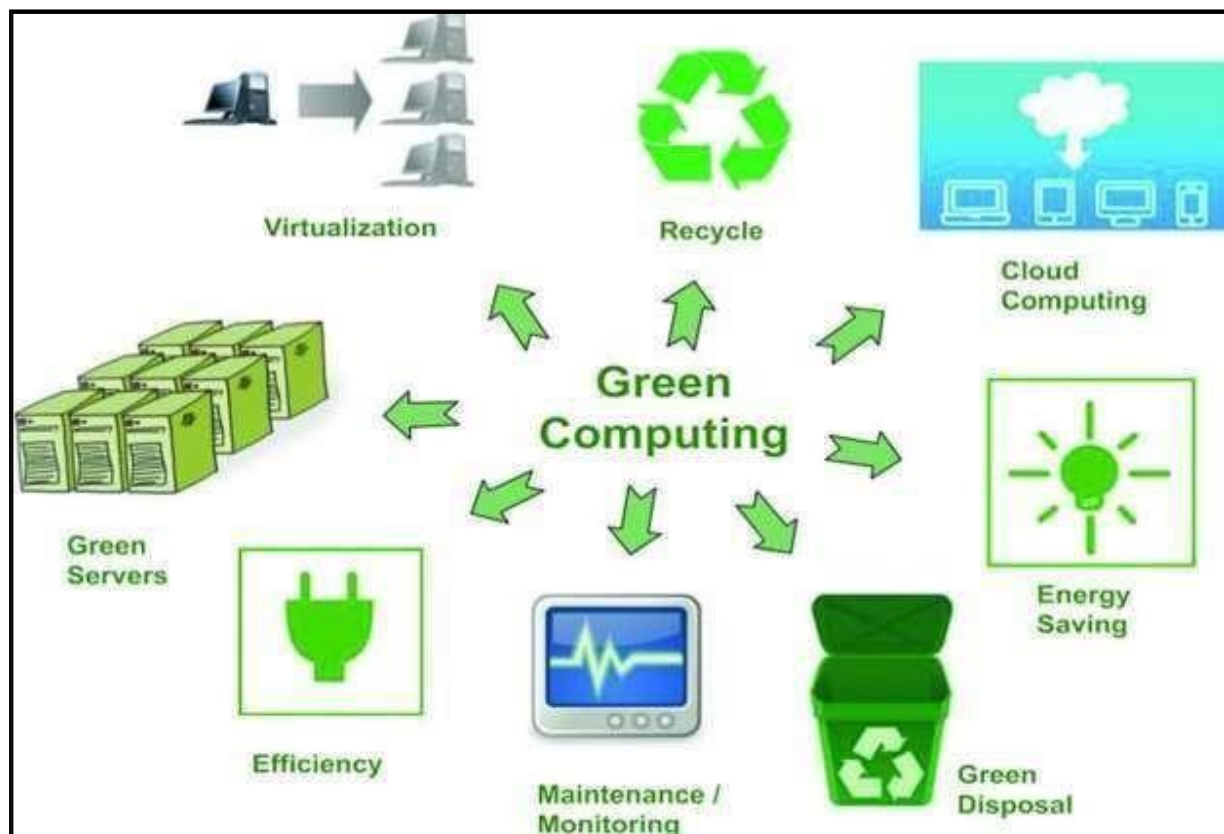 Virtualization
Recycle
Cloud
Computing
Green
Computing
Green
Servers
Energy
Saving
Efficiency
Maintenance /
Monitoring
Green
Disposal